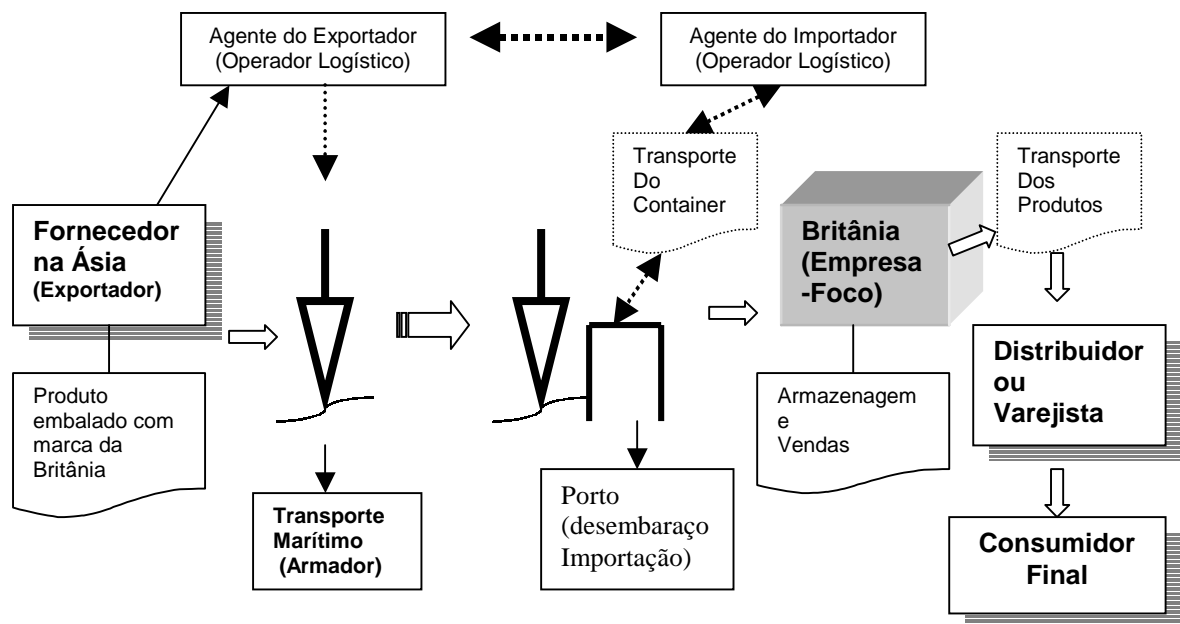 Agente do Exportador
(Operador Logístico)
Agente do Importador
(Operador Logístico)
Transporte
Do
Container
Transporte
Dos
Produtos
Fornecedor
na Ásia
(Exportador)
Britânia
(Empresa
-Foco)
Produto
embalado com
marca da
Britânia
Armazenagem
e
Vendas
Distribuidor
ou
Varejista
Transporte
Marítimo
(Armador)
Porto
(desembaraço
Importação)
Consumidor
Final